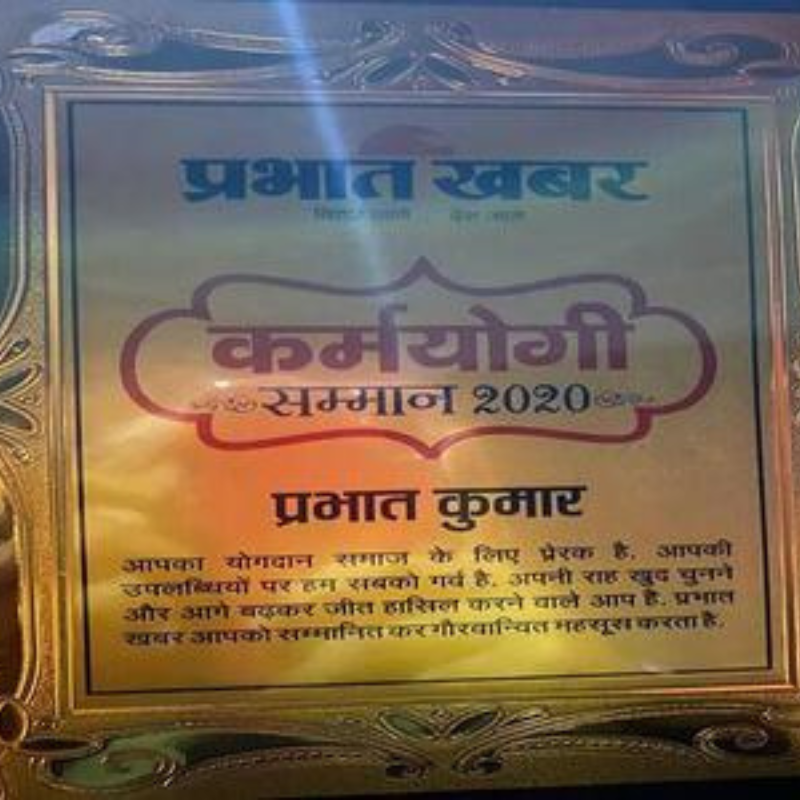 प्रभात खबर
कर्मयोगी
सम्मान 2020
प्रभात कुमार
आपका योगदान समाज के लिए प्रेरक है. आपकी
उपलब्धियों पर हम सबको गर्व है. अपनी राह खुद चुनने
और आगे बढ़कर जीत हासिल करने वाले आप है. प्रभात
खबर आपको सम्मानित कर गौरवान्वित महसूस करता है.